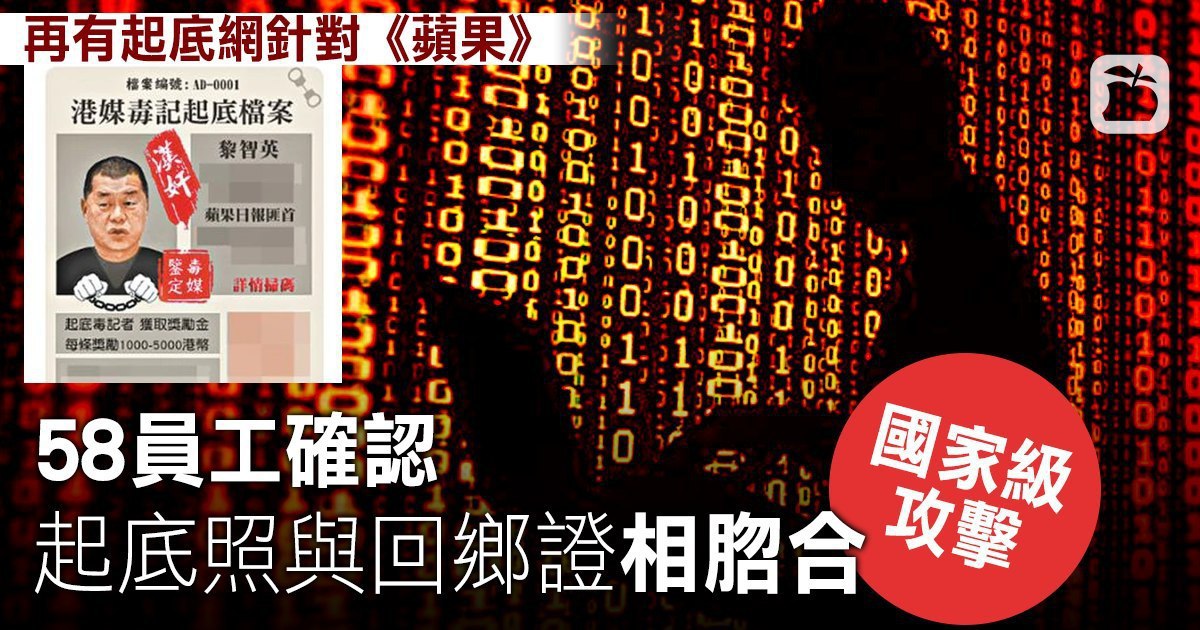 再有起底網針對《蘋果》
檔案編號:AD-0001
港媒毒記起底檔案
漢奸
黎智英
蘋果日報匪首
毒媒
鑒定
詳情掃碼
起底毒記者 獲取獎勵金
每條獎勵1000-5000港幣
58員工確認
起底照與回鄉證相脗合
國家級
攻擊